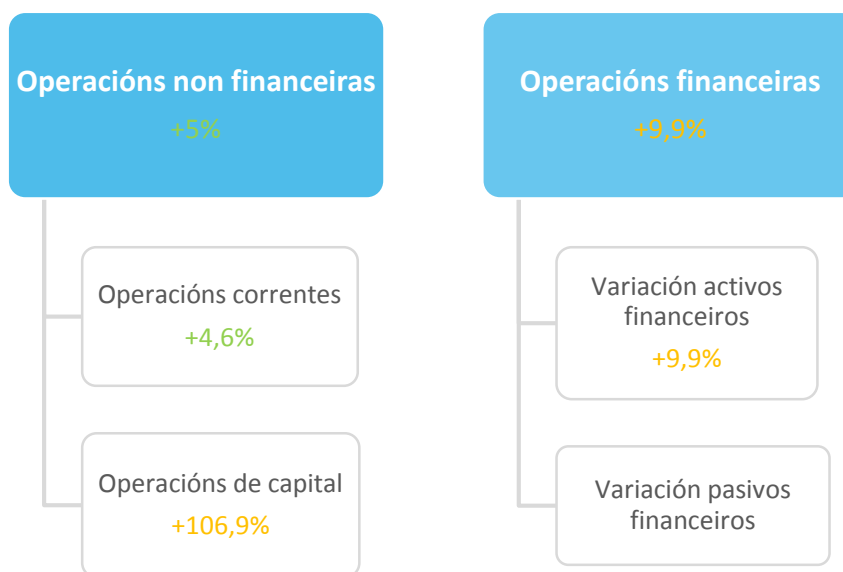 Operacións non financeiras
+5%
Operacións correntes
+4,6%
Operacións de capital
+106,9%
Operacións financeiras
+9,9%
Variación activos
financeiros
+9,9%
Variación pasivos
financeiros